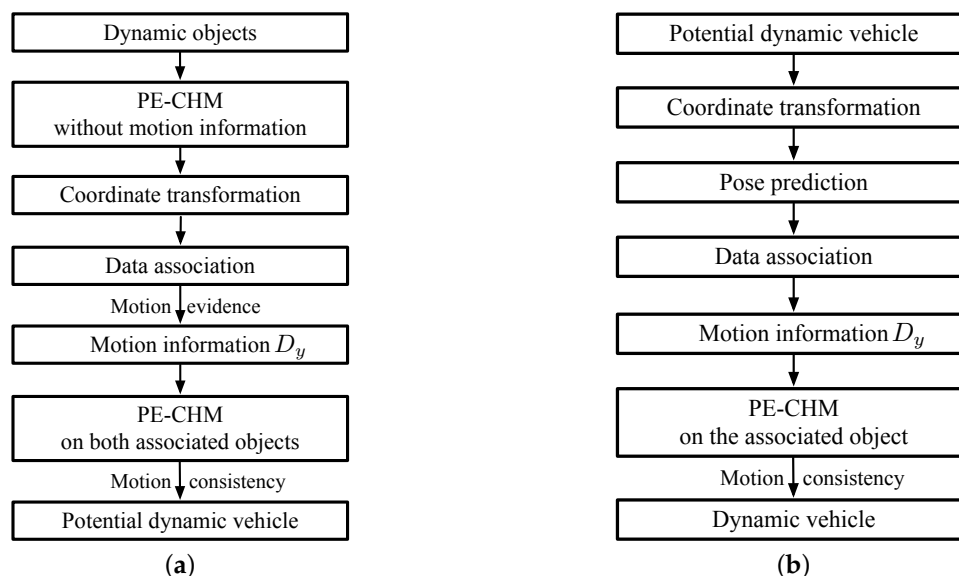 Dynamic objects
PE-CHM
without motion information
Coordinate transformation
Data association
Motion evidence
Motion information D_y
PE-CHM
on both associated objects
Motion consistency
Potential dynamic vehicle
(a)
Potential dynamic vehicle
Coordinate transformation
Pose prediction
Data association
Motion information D_y
PE-CHM
on the associated object
Motion consistency
Dynamic vehicle
(b)